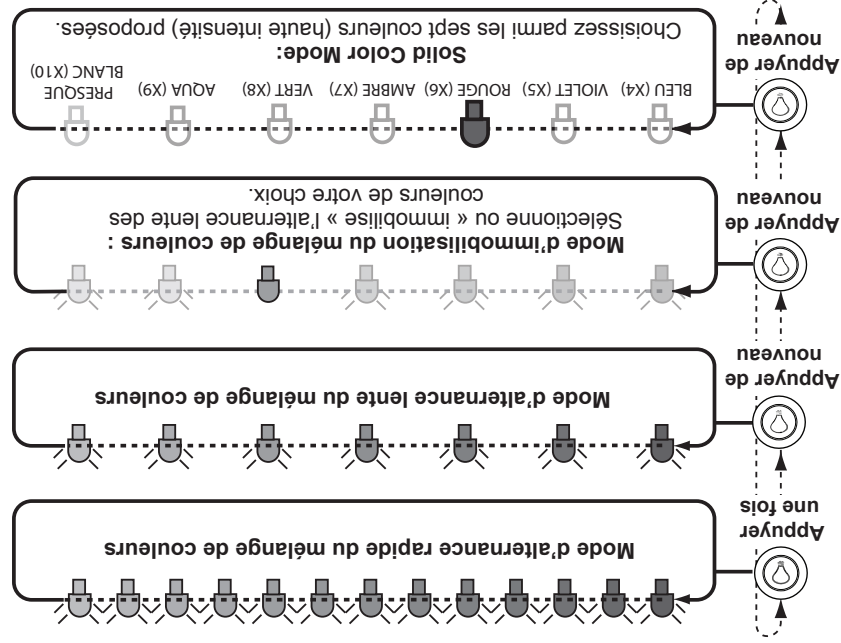 Appuyer
une fois
Mode d'alternance rapide du mélange de couleurs
Appuyer de
nouveau
Mode d'alternance lente du mélange de couleurs
Appuyer de
nouveau
Mode d'immobilisation du mélange de couleurs :
Sélectionne ou « immobilise » l'alternance lente des
couleurs de votre choix.
Appuyer de
nouveau
BLEU (X4) VIOLET (X5) ROUGE (X6) AMBRE (X7) VERT (X8) AQUA (X9) PRESQUE
BLANC (X10)
Solid Color Mode:
Choisissez parmi les sept couleurs (haute intensité) proposées.